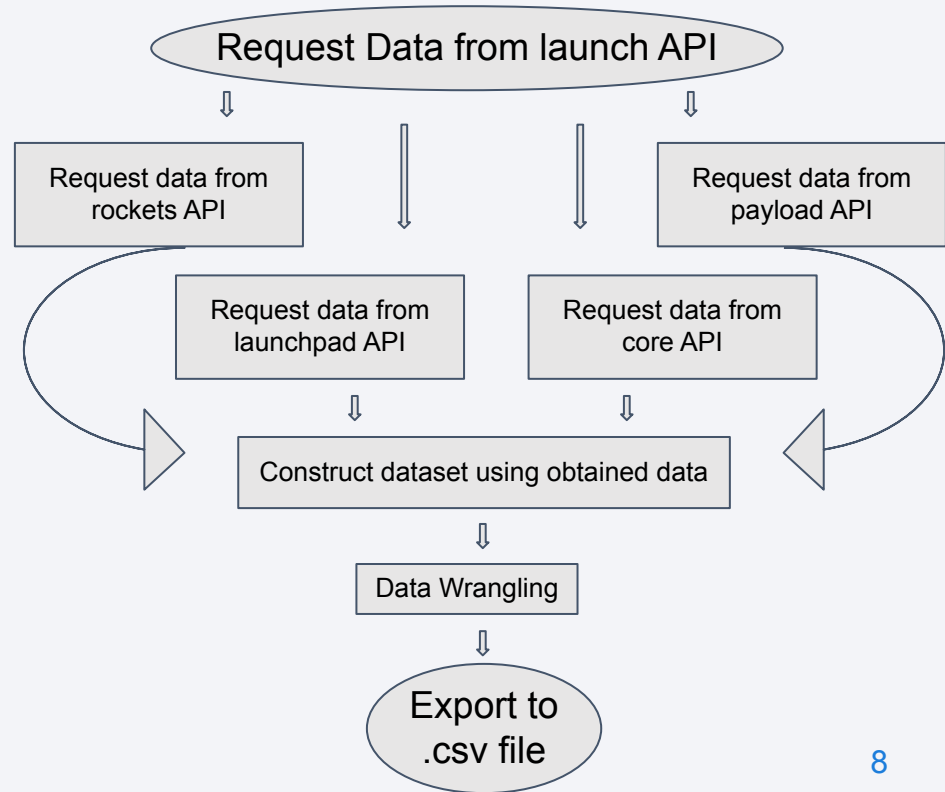 Request Data from launch API
Request data from
rockets API
Request data from
payload API
Request data from
launchpad API
Request data from
core API
Construct dataset using obtained data
Data Wrangling
Export to
.csv file
8